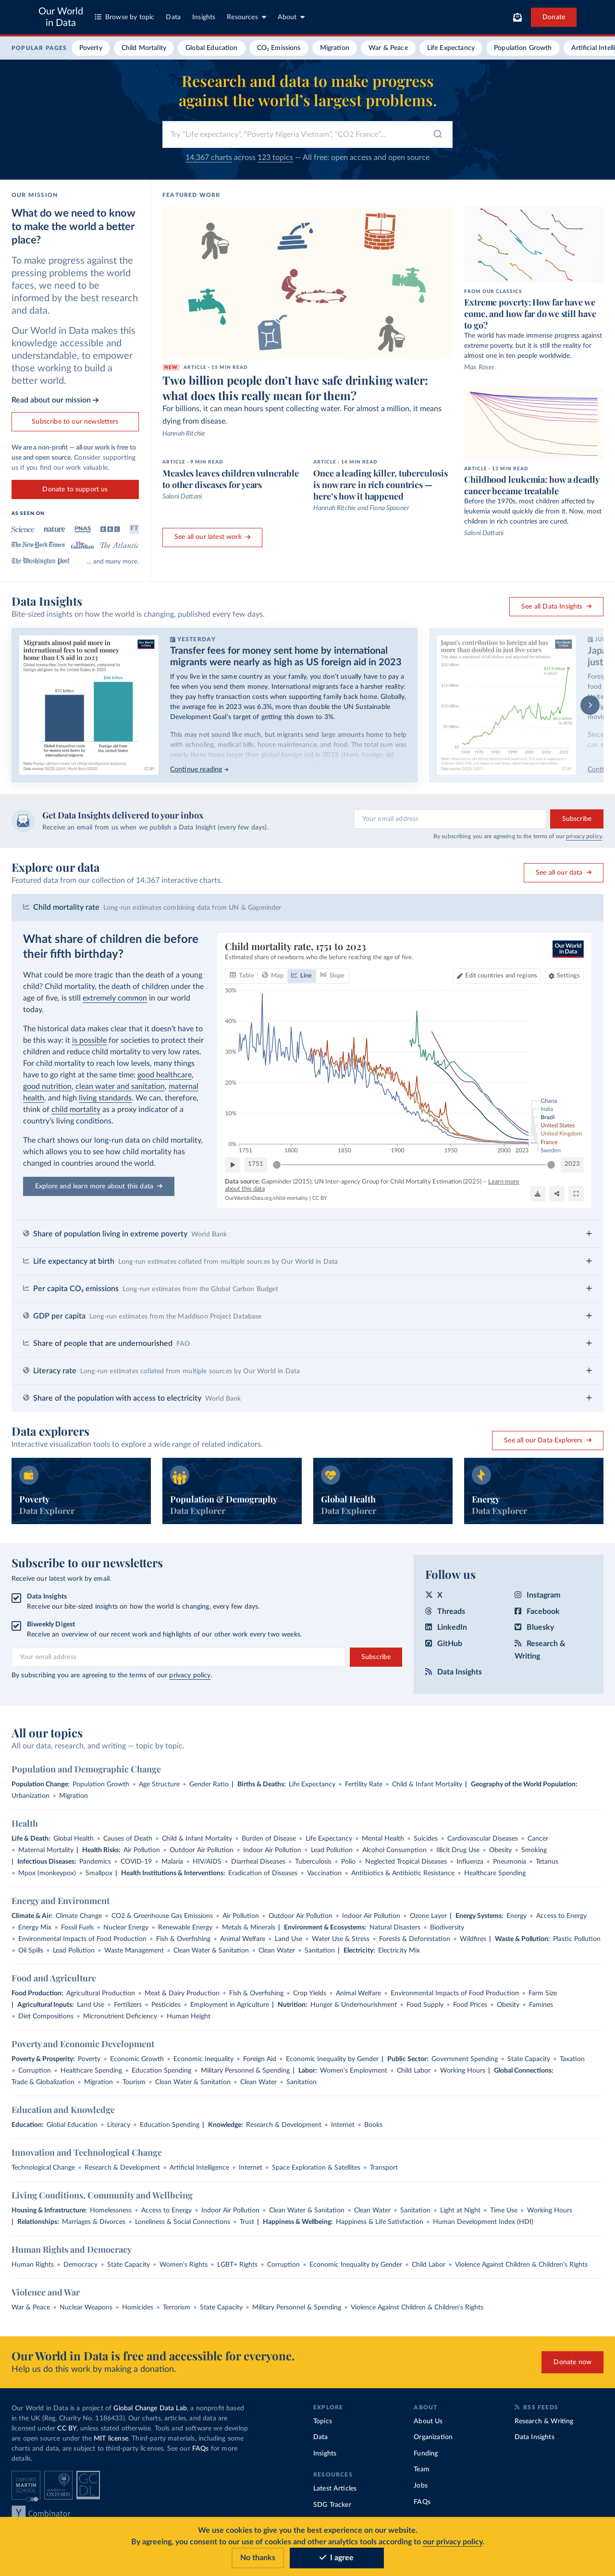 Our World
in Data
Browse by topic
Data
Insights
Resources
About
Donate
POPULAR PAGES
Poverty
Child Mortality
Global Education
CO₂ Emissions
Migration
War & Peace
Life Expectancy
Population Growth
Artificial Intelli
Research and data to make progress
against the world’s largest problems.
Try "Life expectancy", "Poverty Nigeria Vietnam", "CO2 France"...
14,367 charts across 123 topics — All free: open access and open source
OUR MISSION
What do we need to know
to make the world a better
place?
To make progress against the
pressing problems the world
faces, we need to be
informed by the best research
and data.
Our World in Data makes this
knowledge accessible and
understandable, to empower
those working to build a
better world.
Read about our mission →
Subscribe to our newsletters
We are a non-profit — all our work is free to
use and open source. Consider supporting
us if you find our work valuable.
Donate to support us
AS SEEN ON
Science nature PNAS BBC FT
The New York Times The Guardian The Atlantic
The Washington Post ... and many more.
FEATURED WORK
NEW ARTICLE - 15 MIN READ
Two billion people don’t have safe drinking water:
what does this really mean for them?
For billions, it can mean hours spent collecting water. For almost a million, it means
dying from disease.
Hannah Ritchie
ARTICLE - 9 MIN READ
Measles leaves children vulnerable
to other diseases for years
Saloni Dattani
ARTICLE - 14 MIN READ
Once a leading killer, tuberculosis
is now rare in rich countries —
here’s how it happened
Hannah Ritchie and Fiona Spooner
See all our latest work →
FROM OUR CLASSICS
Extreme poverty: How far have
we come, and how far do we still have
to go?
The world has made immense progress against
extreme poverty, but it is still the reality for
almost one in ten people worldwide.
Max Roser
ARTICLE - 13 MIN READ
Childhood leukemia: how a deadly
cancer became treatable
Before the 1970s, most children affected by
leukemia would quickly die from it. Now, most
children in rich countries are cured.
Saloni Dattani
Data Insights
Bite-sized insights on how the world is changing, published every few days.
See all Data Insights →
Migrants almost paid more in
international fees to send money
home than US aid in 2023
Our World
in Data
$51 billion
$66 billion
Global transaction
costs for money
sent home by
international
migrants
Foreign aid from
the United States
CC BY
YESTERDAY
Transfer fees for money sent home by international
migrants were nearly as high as US foreign aid in 2023
If you live in the same country as your family, you don’t usually have to pay a
fee when you send them money. International migrants face a harsher reality:
they pay hefty transaction costs when supporting family back home. Globally,
the average fee in 2023 was 6.3%, more than double the UN Sustainable
Development Goal’s target of getting this down to 3%.
This may not sound like much, but migrants send large amounts home to help
with schooling, medical bills, house maintenance, and food. The total sum was
Continue reading →
Japan’s contribution to foreign aid has
more than doubled in just five years
Our World
in Data
$20 billion
$15 billion
$10 billion
$5 billion
$0
CC BY
Get Data Insights delivered to your inbox
Receive an email from us when we publish a Data Insight (every few days).
Your email address
Subscribe
By subscribing you are agreeing to the terms of our privacy policy.
Explore our data
Featured data from our collection of 14,367 interactive charts.
See all our data →
Child mortality rate Long-run estimates combining data from UN & Gapminder
What share of children die before
their fifth birthday?
What could be more tragic than the death of a young
child? Child mortality, the death of children under the
age of five, is still extremely common in our world
today.
The historical data makes clear that it doesn’t have to
be this way: it is possible for societies to protect their
children and reduce child mortality to very low rates.
For child mortality to reach low levels, many things
have to go right at the same time: good healthcare,
good nutrition, clean water and sanitation, maternal
health, and high living standards. We can, therefore,
think of child mortality as a proxy indicator of a
country’s living conditions.
The chart shows our long-run data on child mortality,
which allows you to see how child mortality has
changed in countries around the world.
Explore and learn more about this data →
Child mortality rate, 1751 to 2023
Estimated share of newborns who die before reaching the age of five.
Our World
in Data
Table
Map
Line
Slope
Edit countries and regions
Settings
50%
40%
30%
20%
10%
0%
1751 1800 1850 1900 1950 2000 2023
Ghana
India
Brazil
United States
United Kingdom
France
Sweden
1751
2023
Data source: Gapminder (2015); UN Inter-agency Group for Child Mortality Estimation (2025) – Learn more
about this data
OurWorldinData.org/child-mortality | CC BY
Share of population living in extreme poverty World Bank +
Life expectancy at birth Long-run estimates collated from multiple sources by Our World in Data +
Per capita CO₂ emissions Long-run estimates from the Global Carbon Budget +
GDP per capita Long-run estimates from the Maddison Project Database +
Share of people that are undernourished FAO +
Literacy rate Long-run estimates collated from multiple sources by Our World in Data +
Share of the population with access to electricity World Bank +
Data explorers
Interactive visualization tools to explore a wide range of related indicators.
See all our Data Explorers →
Poverty
Data Explorer
Population & Demography
Data Explorer
Global Health
Data Explorer
Energy
Data Explorer
Subscribe to our newsletters
Receive our latest work by email.
Data Insights
Receive our bite-sized insights on how the world is changing, every few days.
Biweekly Digest
Receive an overview of our recent work and highlights of our other work every two weeks.
Your email address
Subscribe
By subscribing you are agreeing to the terms of our privacy policy.
Follow us
X
Instagram
Threads
Facebook
LinkedIn
Bluesky
GitHub
Research &
Writing
Data Insights
All our topics
All our data, research, and writing — topic by topic.
Population and Demographic Change
Population Change: Population Growth • Age Structure • Gender Ratio | Births & Deaths: Life Expectancy • Fertility Rate • Child & Infant Mortality | Geography of the World Population:
Urbanization • Migration
Health
Life & Death: Global Health • Causes of Death • Child & Infant Mortality • Burden of Disease • Life Expectancy • Mental Health • Suicides • Cardiovascular Diseases • Cancer
• Maternal Mortality | Health Risks: Air Pollution • Outdoor Air Pollution • Indoor Air Pollution • Lead Pollution • Alcohol Consumption • Illicit Drug Use • Obesity • Smoking
| Infectious Diseases: Pandemics • COVID-19 • Malaria • HIV/AIDS • Diarrheal Diseases • Tuberculosis • Polio • Neglected Tropical Diseases • Influenza • Pneumonia • Tetanus
• Mpox (monkeypox) • Smallpox | Health Institutions & Interventions: Eradication of Diseases • Vaccination • Antibiotics & Antibiotic Resistance • Healthcare Spending
Energy and Environment
Climate & Air: Climate Change • CO2 & Greenhouse Gas Emissions • Air Pollution • Outdoor Air Pollution • Indoor Air Pollution • Ozone Layer | Energy Systems: Energy • Access to Energy
• Energy Mix • Fossil Fuels • Nuclear Energy • Renewable Energy • Metals & Minerals | Environment & Ecosystems: Natural Disasters • Biodiversity
• Environmental Impacts of Food Production • Fish & Overfishing • Animal Welfare • Land Use • Water Use & Stress • Forests & Deforestation • Wildfires | Waste & Pollution: Plastic Pollution
• Oil Spills • Lead Pollution • Waste Management • Clean Water & Sanitation • Clean Water • Sanitation | Electricity: Electricity Mix
Food and Agriculture
Food Production: Agricultural Production • Meat & Dairy Production • Fish & Overfishing • Crop Yields • Animal Welfare • Environmental Impacts of Food Production • Farm Size
| Agricultural Inputs: Land Use • Fertilizers • Pesticides • Employment in Agriculture | Nutrition: Hunger & Undernourishment • Food Supply • Food Prices • Obesity • Famines
• Diet Compositions • Micronutrient Deficiency • Human Height
Poverty and Economic Development
Poverty & Prosperity: Poverty • Economic Growth • Economic Inequality • Foreign Aid • Economic Inequality by Gender | Public Sector: Government Spending • State Capacity • Taxation
• Corruption • Healthcare Spending • Education Spending • Military Personnel & Spending | Labor: Women's Employment • Child Labor • Working Hours | Global Connections:
Trade & Globalization • Migration • Tourism • Clean Water & Sanitation • Clean Water • Sanitation
Education and Knowledge
Education: Global Education • Literacy • Education Spending | Knowledge: Research & Development • Internet • Books
Innovation and Technological Change
Technological Change • Research & Development • Artificial Intelligence • Internet • Space Exploration & Satellites • Transport
Living Conditions, Community and Wellbeing
Housing & Infrastructure: Homelessness • Access to Energy • Indoor Air Pollution • Clean Water & Sanitation • Clean Water • Sanitation • Light at Night • Time Use • Working Hours
| Relationships: Marriages & Divorces • Loneliness & Social Connections • Trust | Happiness & Wellbeing: Happiness & Life Satisfaction • Human Development Index (HDI)
Human Rights and Democracy
Human Rights • Democracy • State Capacity • Women's Rights • LGBT+ Rights • Corruption • Economic Inequality by Gender • Child Labor • Violence Against Children & Children's Rights
Violence and War
War & Peace • Nuclear Weapons • Homicides • Terrorism • State Capacity • Military Personnel & Spending • Violence Against Children & Children's Rights
Our World in Data is free and accessible for everyone.
Help us do this work by making a donation.
Donate now
Our World in Data is a project of Global Change Data Lab, a nonprofit based
in the UK (Reg. Charity No. 1186433). Our charts, articles, and data are
licensed under CC BY, unless stated otherwise. Tools and software we develop
are open source under the MIT license. Third-party materials, including some
charts and data, are subject to third-party licenses. See our FAQs for more
details.
OXFORD
MARTIN
SCHOOL
UNIVERSITY OF
OXFORD
GC
DL
Y Combinator
EXPLORE
Topics
Data
Insights
RESOURCES
Latest Articles
SDG Tracker
ABOUT
About Us
Organization
Funding
Team
Jobs
FAQs
RSS FEEDS
Research & Writing
Data Insights
We use cookies to give you the best experience on our website.
By agreeing, you consent to our use of cookies and other analytics tools according to our privacy policy.
No thanks
I agree